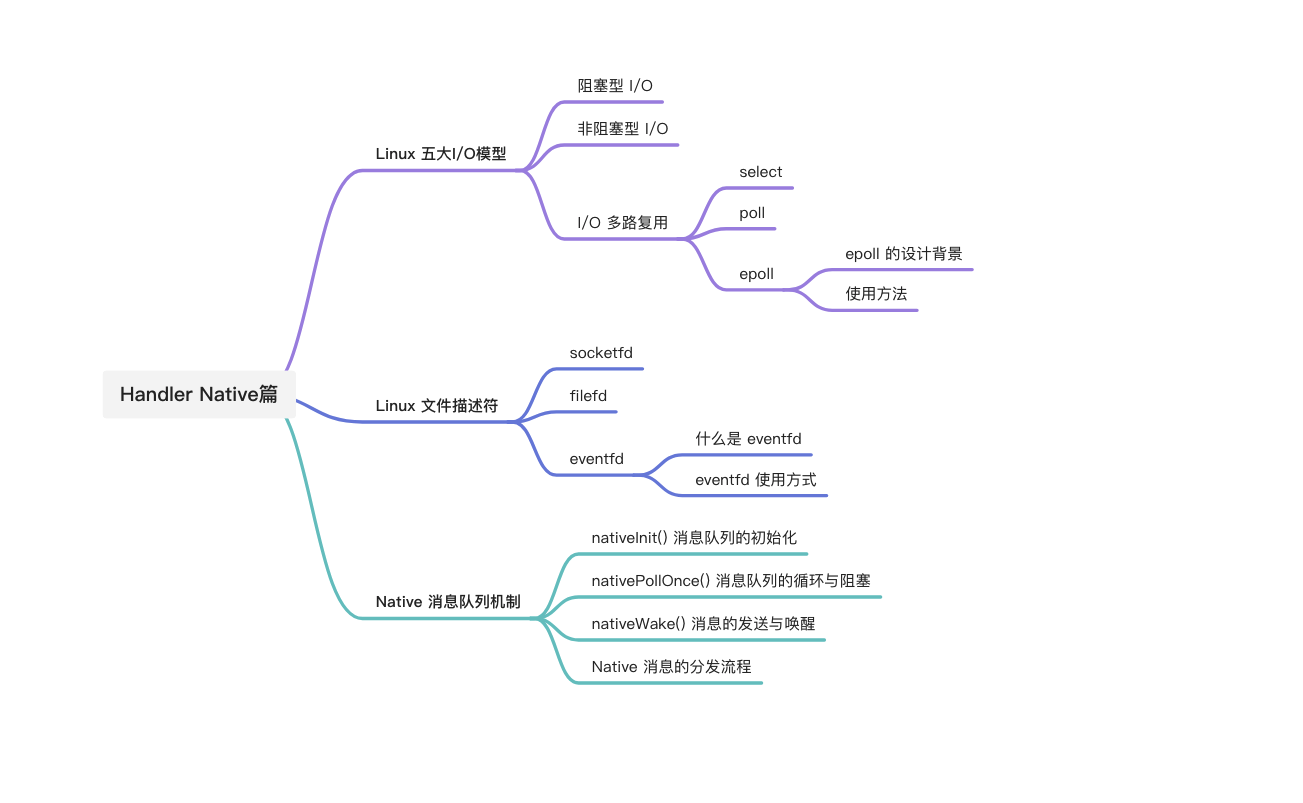 阻塞型 I/O
非阻塞型 I/O
Linux 五大I/O模型
select
poll
I/O 多路复用
epoll 的设计背景
epoll
使用方法
socketfd
Handler Native篇
filefd
Linux 文件描述符
什么是 eventfd
eventfd
eventfd 使用方式
nativeInit() 消息队列的初始化
nativePollOnce() 消息队列的循环与阻塞
Native 消息队列机制
nativeWake() 消息的发送与唤醒
Native 消息的分发流程